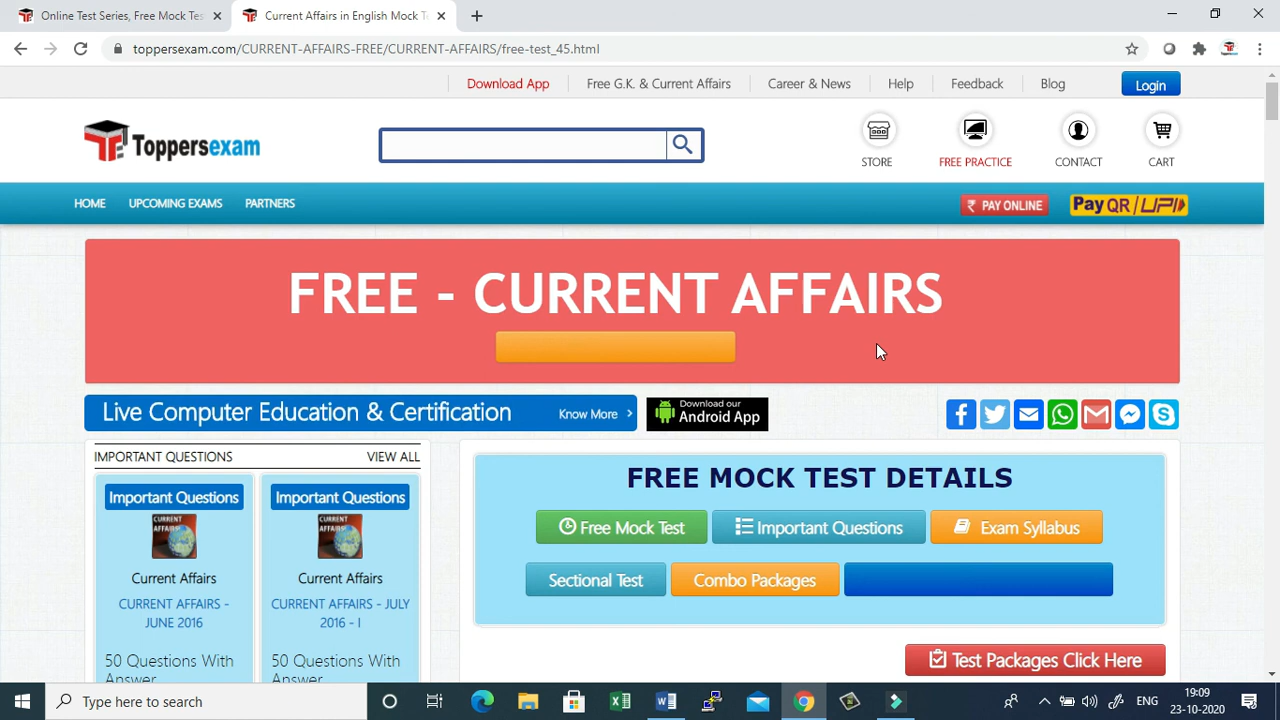 Online Test Series, Free Mock Tes
Current Affairs in English Mock T
toppersexam.com/CURRENT-AFFAIRS-FREE/CURRENT-AFFAIRS/free-test_45.html
Download App
Free G.K. & Current Affairs
Career & News
Help
Feedback
Blog
Login
Toppersexam
STORE
FREE PRACTICE
CONTACT
CART
HOME
UPCOMING EXAMS
PARTNERS
₹ PAY ONLINE
Pay QR/UPI
FREE - CURRENT AFFAIRS
Live Computer Education & Certification
Know More
Download our
Android App
IMPORTANT QUESTIONS
VIEW ALL
FREE MOCK TEST DETAILS
Important Questions
Important Questions
CURRENT
AFFAIRS
CURRENT
AFFAIRS
Current Affairs
Current Affairs
CURRENT AFFAIRS -
JUNE 2016
CURRENT AFFAIRS - JULY
2016 - I
50 Questions With
Answer
50 Questions With
Answer
Free Mock Test
Important Questions
Exam Syllabus
Sectional Test
Combo Packages
Test Packages Click Here
Type here to search
ENG
19:09
23-10-2020